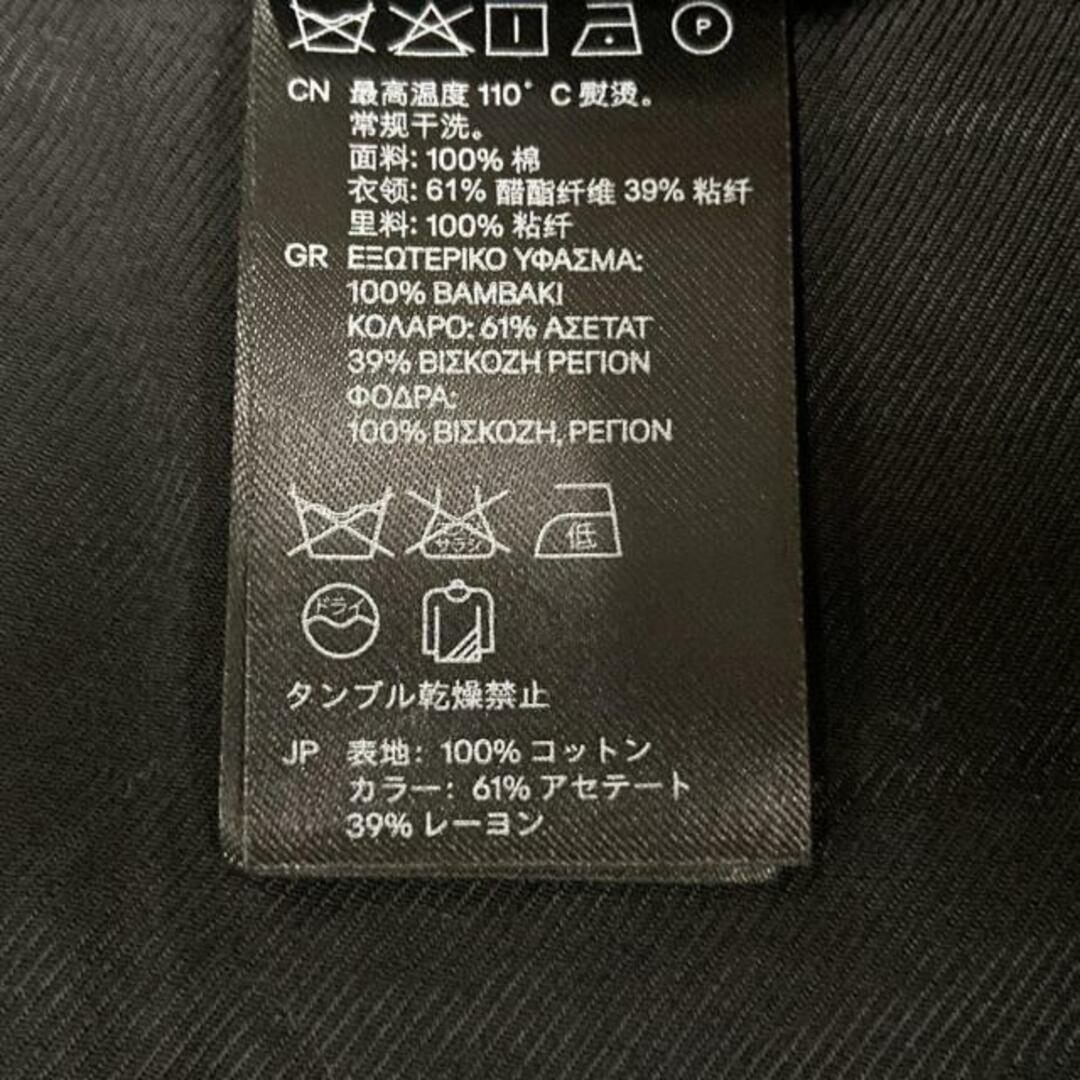 P
CN 最高温度 110° C 熨烫。
常规干洗。
面料: 100% 棉
衣领: 61% 醋酯纤维 39% 粘纤
里料: 100% 粘纤
GR ΕΞΩΤΕΡΙΚΟ ΥΦΑΣΜΑ:
100% ΒΑΜΒΑΚΙ
ΚΟΛΑΡΟ: 61% ΑΣΕΤΑΤ
39% ΒΙΣΚΟΖΗ ΡΕΓΙΟΝ
ΦΟΔΡΑ:
100% ΒΙΣΚΟΖΗ, ΡΕΓΙΟΝ
サラシ 低
ドライ
タンブル乾燥禁止
JP 表地: 100% コットン
カラー: 61% アセテート
39% レーヨン